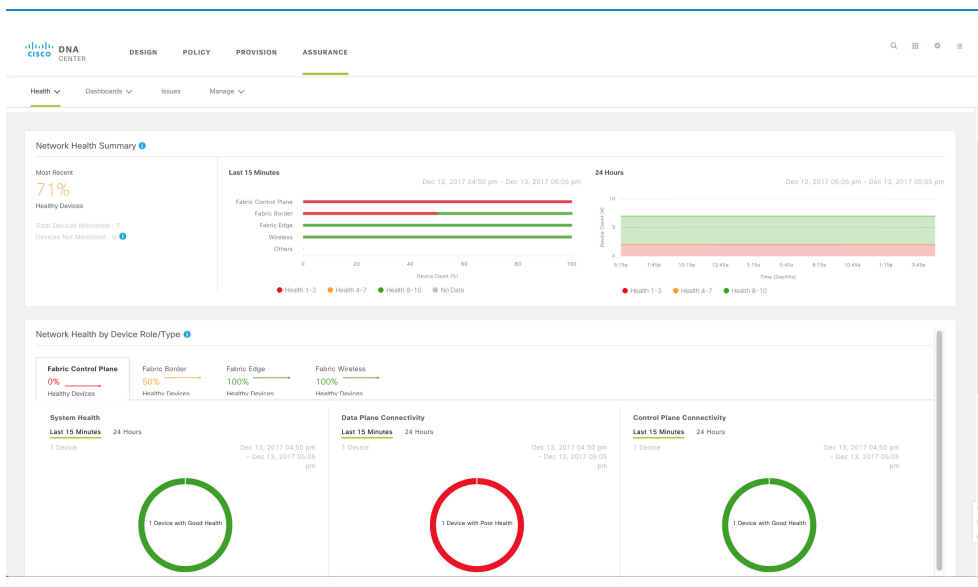 CISCO DNA CENTER
DESIGN POLICY PROVISION ASSURANCE
Health Dashboards Issues Manage
Network Health Summary
Most Recent
71%
Healthy Devices
Total Devices Monitored : 7
Devices Not Monitored : 0
Last 15 Minutes
Dec 13, 2017 04:50 pm - Dec 13, 2017 05:05 pm
Fabric Control Plane
Fabric Border
Fabric Edge
Wireless
Others
0 20 40 60 80 100
Device Count (%)
Health 1-3 Health 4-7 Health 8-10 No Data
24 Hours
Dec 12, 2017 05:05 pm - Dec 13, 2017 05:05 pm
10
5
0
Device Count (#)
5:15p 7:45p 10:15p 12:45a 3:15a 5:45a 8:15a 10:45a 1:15p 3:45p
Time (Day/Hrs)
Health 1-3 Health 4-7 Health 8-10
Network Health by Device Role/Type
Fabric Control Plane
0%
Healthy Devices
Fabric Border
50%
Healthy Devices
Fabric Edge
100%
Healthy Devices
Fabric Wireless
100%
Healthy Devices
System Health
Last 15 Minutes 24 Hours
1 Device
Dec 13, 2017 04:50 pm
- Dec 13, 2017 05:05
pm
1 Device with Good Health
Data Plane Connectivity
Last 15 Minutes 24 Hours
1 Device
Dec 13, 2017 04:50 pm
- Dec 13, 2017 05:05
pm
1 Device with Poor Health
Control Plane Connectivity
Last 15 Minutes 24 Hours
1 Device
Dec 13, 2017 04:50 pm
- Dec 13, 2017 05:05
pm
1 Device with Good Health